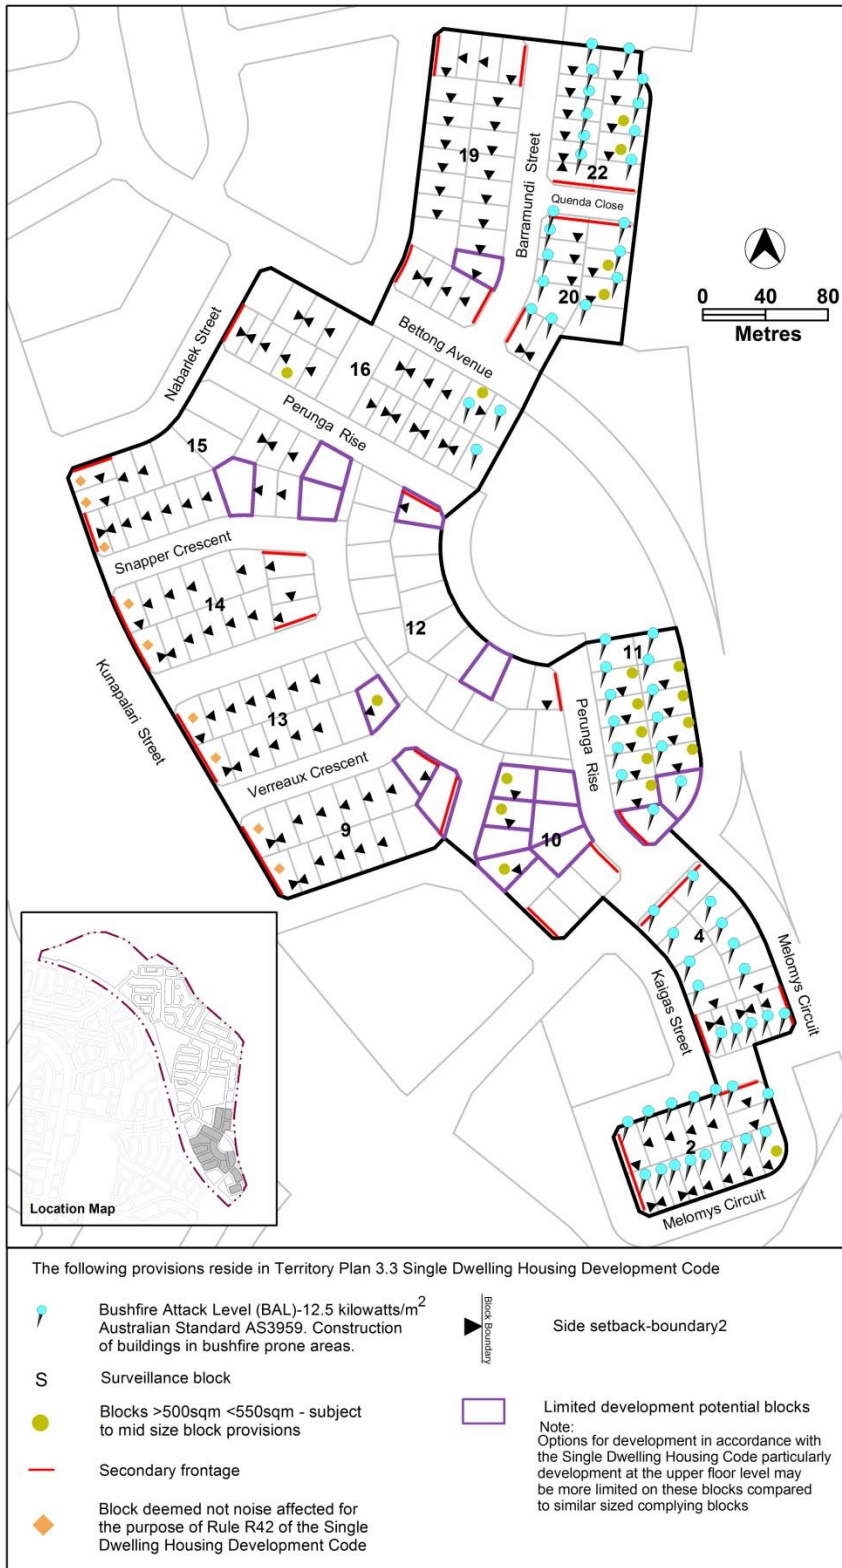 19
Barramundi Street
22
Quenda Close
20
0 40 80
Metres
Nabarlek Street
Bettong Avenue
16
Perunga Rise
15
Snapper Crescent
14
12
11
Kunapalari Street
13
Perunga Rise
Verreaux Crescent
9
10
4
Melomys Circuit
Kaigas Street
2
Melomys Circuit
Location Map
The following provisions reside in Territory Plan 3.3 Single Dwelling Housing Development Code
Bushfire Attack Level (BAL)-12.5 kilowatts/m²
Australian Standard AS3959. Construction
of buildings in bushfire prone areas.
S Surveillance block
Blocks >500sqm <550sqm - subject
to mid size block provisions
Secondary frontage
Block deemed not noise affected for
the purpose of Rule R42 of the Single
Dwelling Housing Development Code
Block Boundary
Side setback-boundary2
Limited development potential blocks
Note:
Options for development in accordance with
the Single Dwelling Housing Code particularly
development at the upper floor level may
be more limited on these blocks compared
to similar sized complying blocks